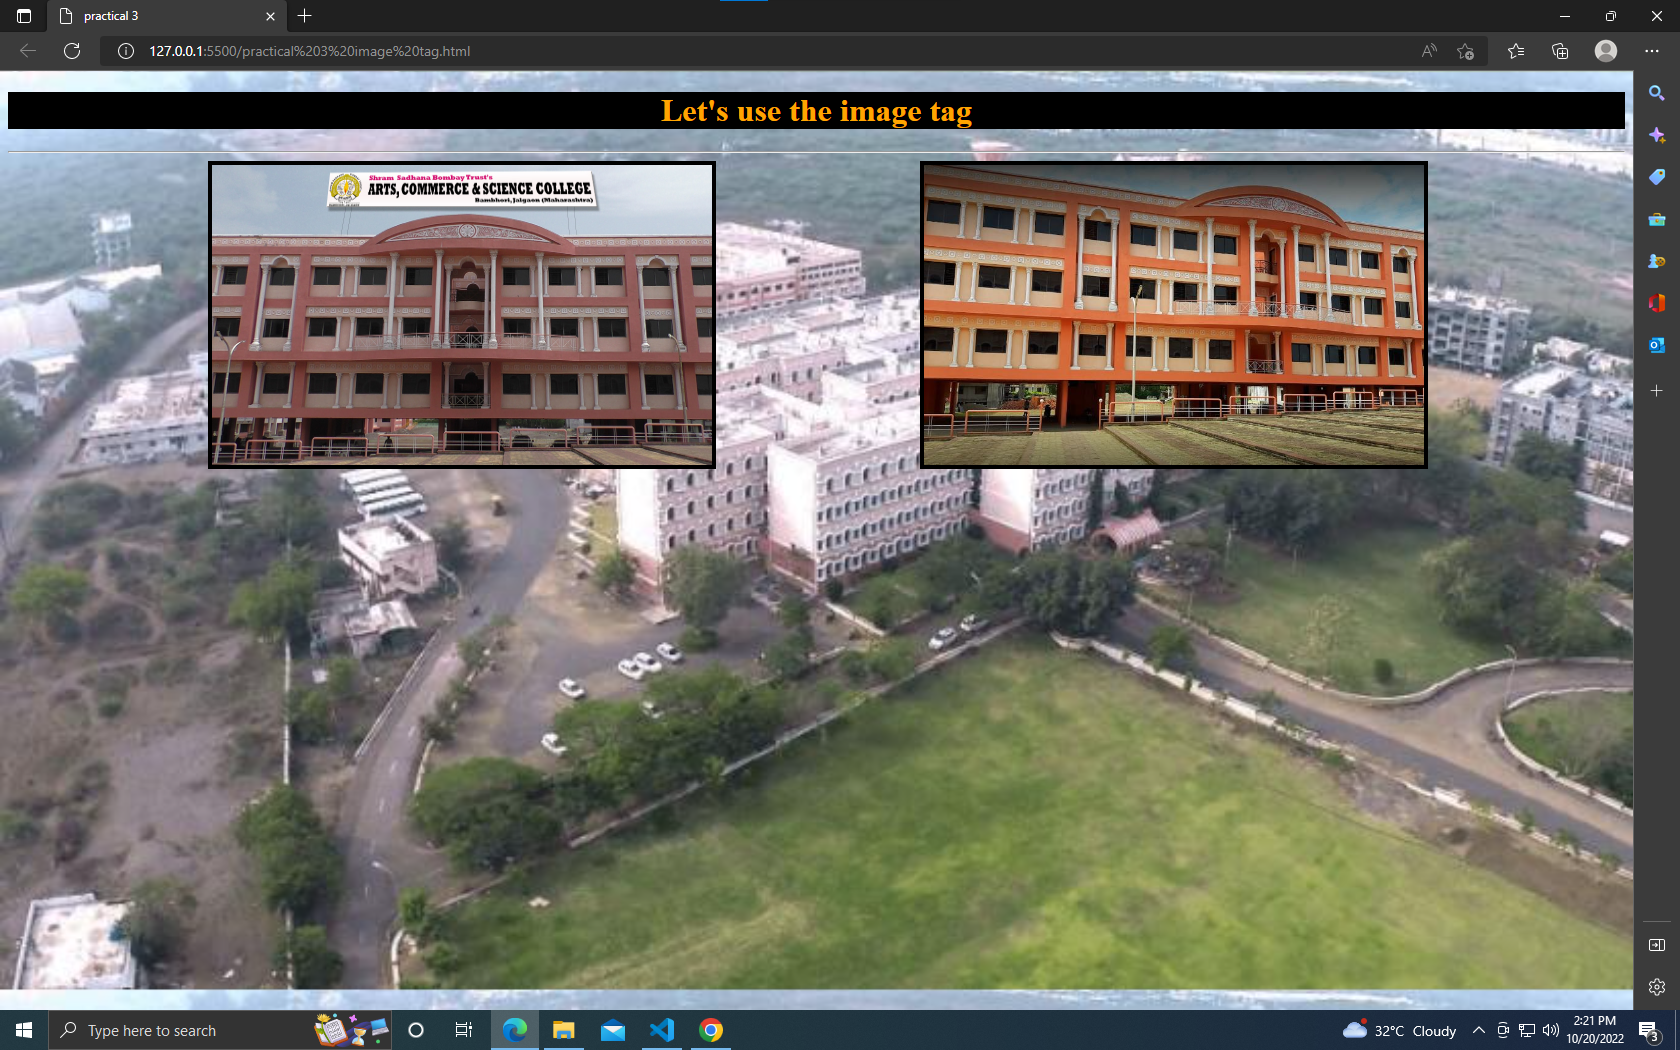 practical 3
127.0.0.1:5500/practical%203%20image%20tag.html
Let's use the image tag
Shram Sadhana Bombay Trust's
ARTS, COMMERCE & SCIENCE COLLEGE
Bambhori, Jalgaon (Maharashtra)
Type here to search
32°C Cloudy
2:21 PM
10/20/2022
3